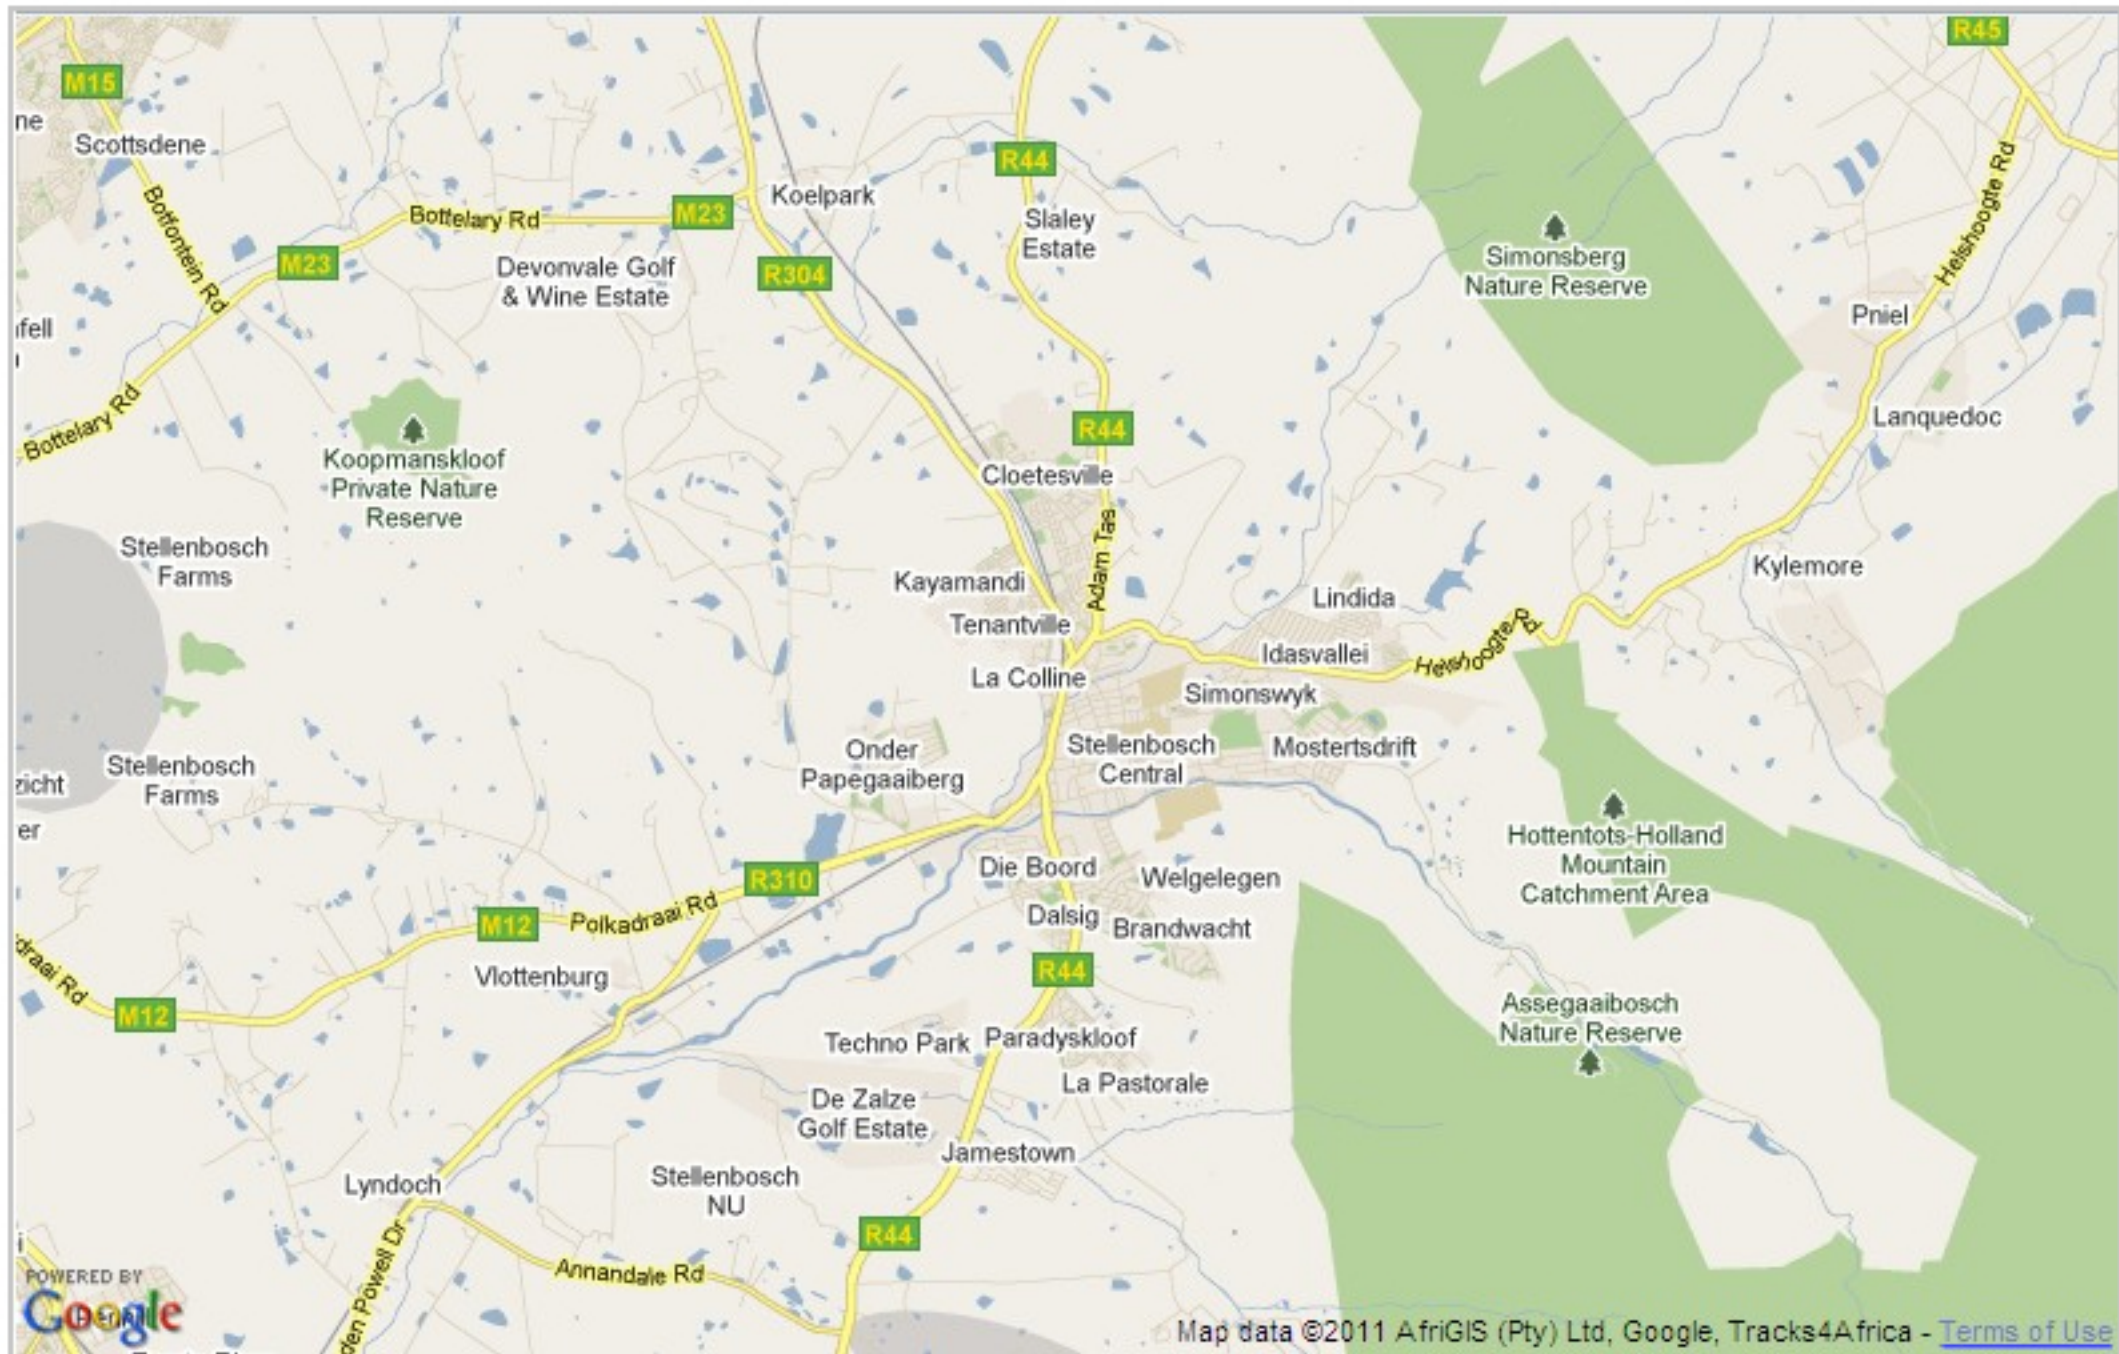 R45
M15
ne
Scottsdene
R44
Koelpark
Helshoogte Rd
Botfontein Rd
Bottelary Rd
M23
Slaley
Estate
M23
Devonvale Golf
& Wine Estate
R304
Simonsberg
Nature Reserve
Pniel
fell
Bottelary Rd
Lanquedoc
R44
Koopmanskloof
Private Nature
Reserve
Cloetesville
Stellenbosch
Farms
Adam Tas
Kayamandi
Kylemore
Lindida
Tenantville
Helshoogte Rd
Idasvallei
La Colline
Simonswyk
Onder
Papegaaiberg
Stellenbosch
Central
Mostertsdrift
Stellenbosch
Farms
zicht
er
Hottentots-Holland
Mountain
Catchment Area
Die Boord
Welgelegen
R310
Polkadraai Rd
M12
Dalsig
Brandwacht
draai Rd
Vlottenburg
R44
M12
Assegaaibosch
Nature Reserve
Techno Park
Paradyskloof
La Pastorale
De Zalze
Golf Estate
Jamestown
Lyndoch
Stellenbosch
NU
R44
i
Annandale Rd
den Powell Dr
POWERED BY
Google
Map data ©2011 AfriGIS (Pty) Ltd, Google, Tracks4Africa - Terms of Use